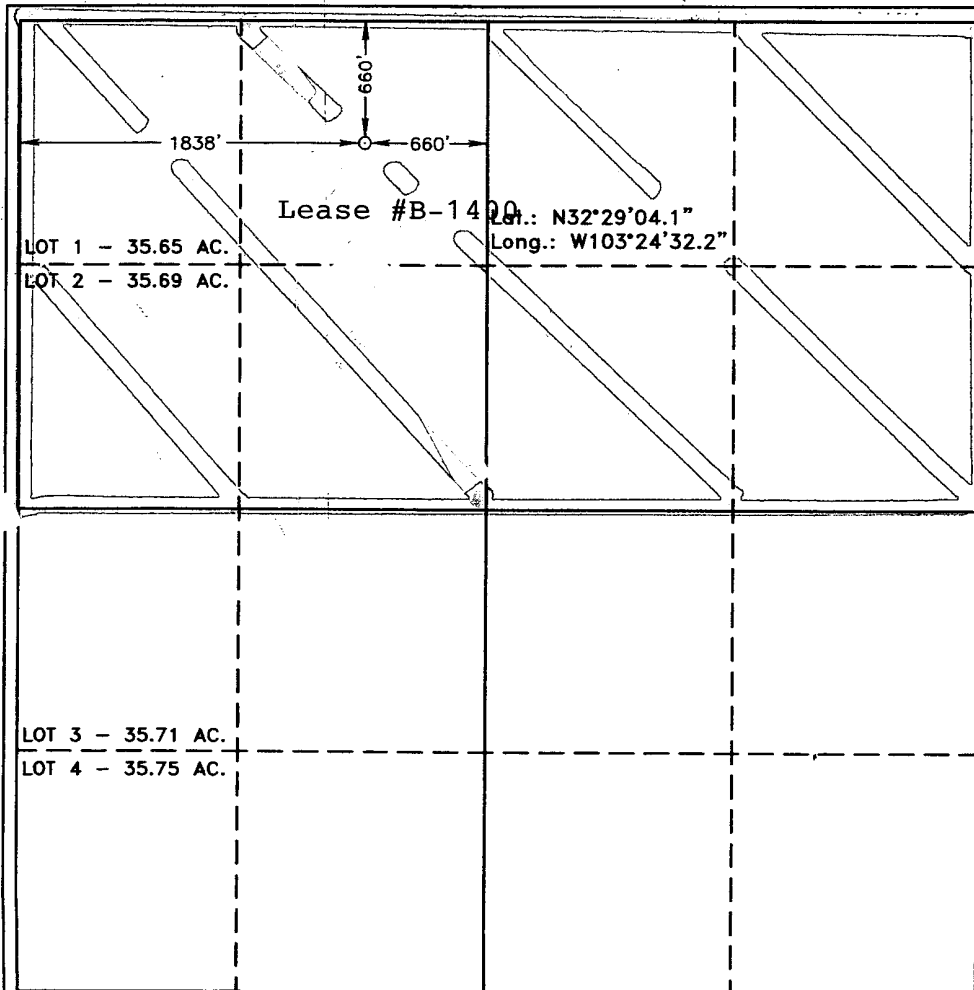 660'
1838'
660'
Lease #B-1400
Lat.: N32°29'04.1"
Long.: W103°24'32.2"
LOT 1 - 35.65 AC.
LOT 2 - 35.69 AC.
LOT 3 - 35.71 AC.
LOT 4 - 35.75 AC.